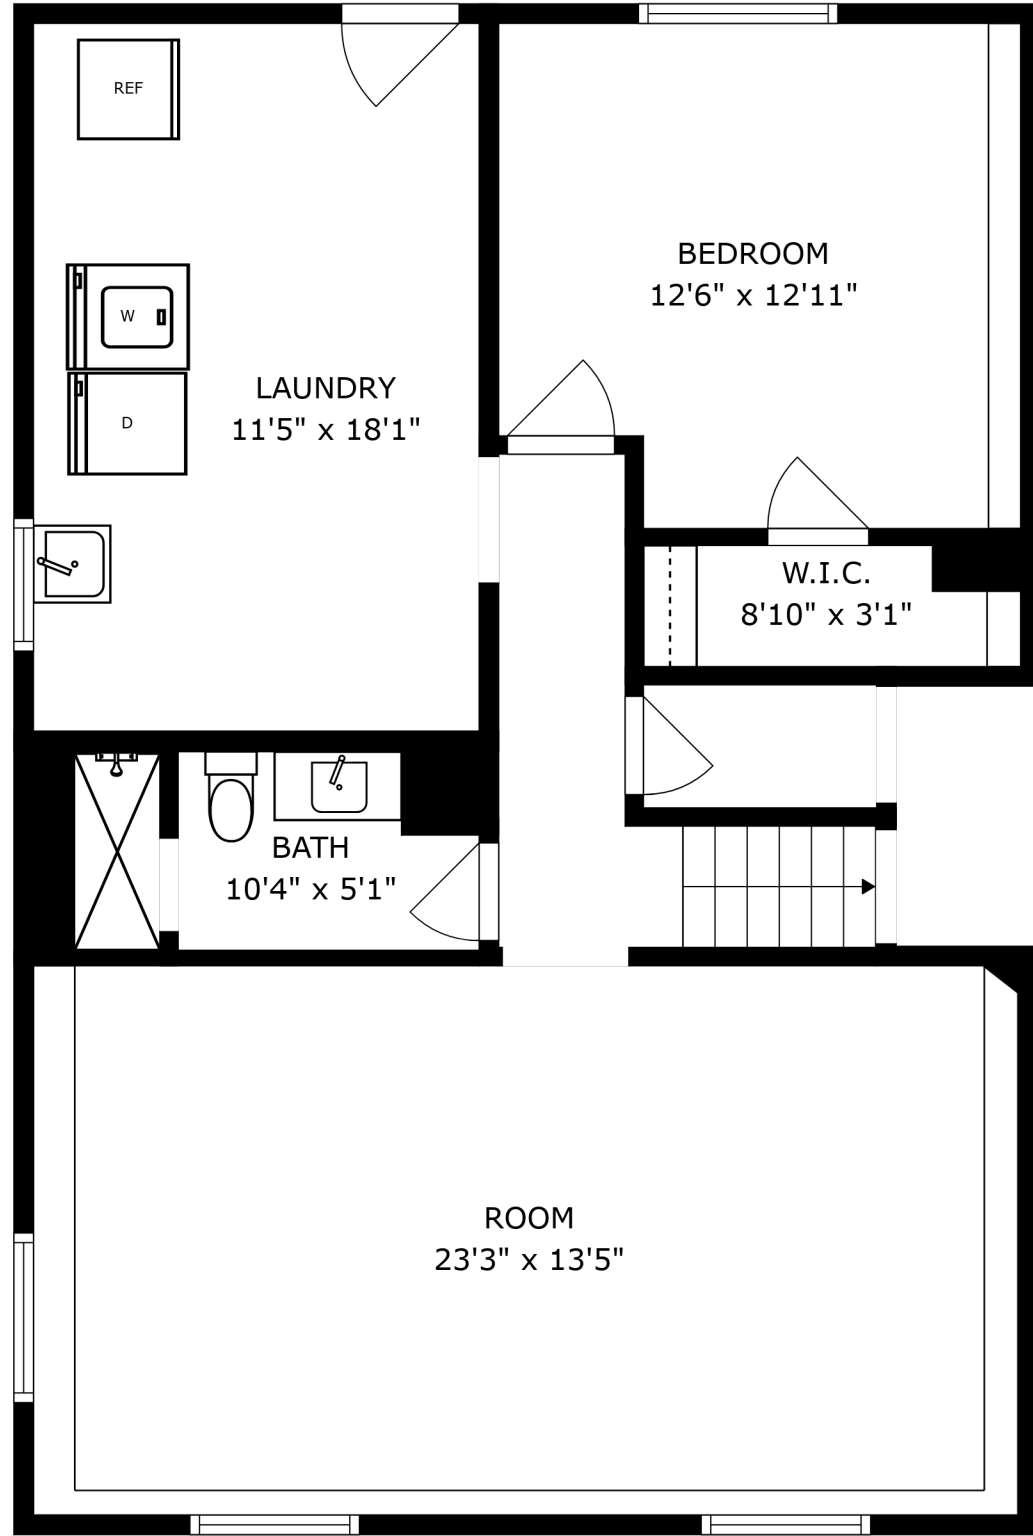 REF
BEDROOM
12'6" x 12'11"
W
LAUNDRY
11'5" x 18'1"
D
W.I.C.
8'10" x 3'1"
BATH
10'4" x 5'1"
ROOM
23'3" x 13'5"